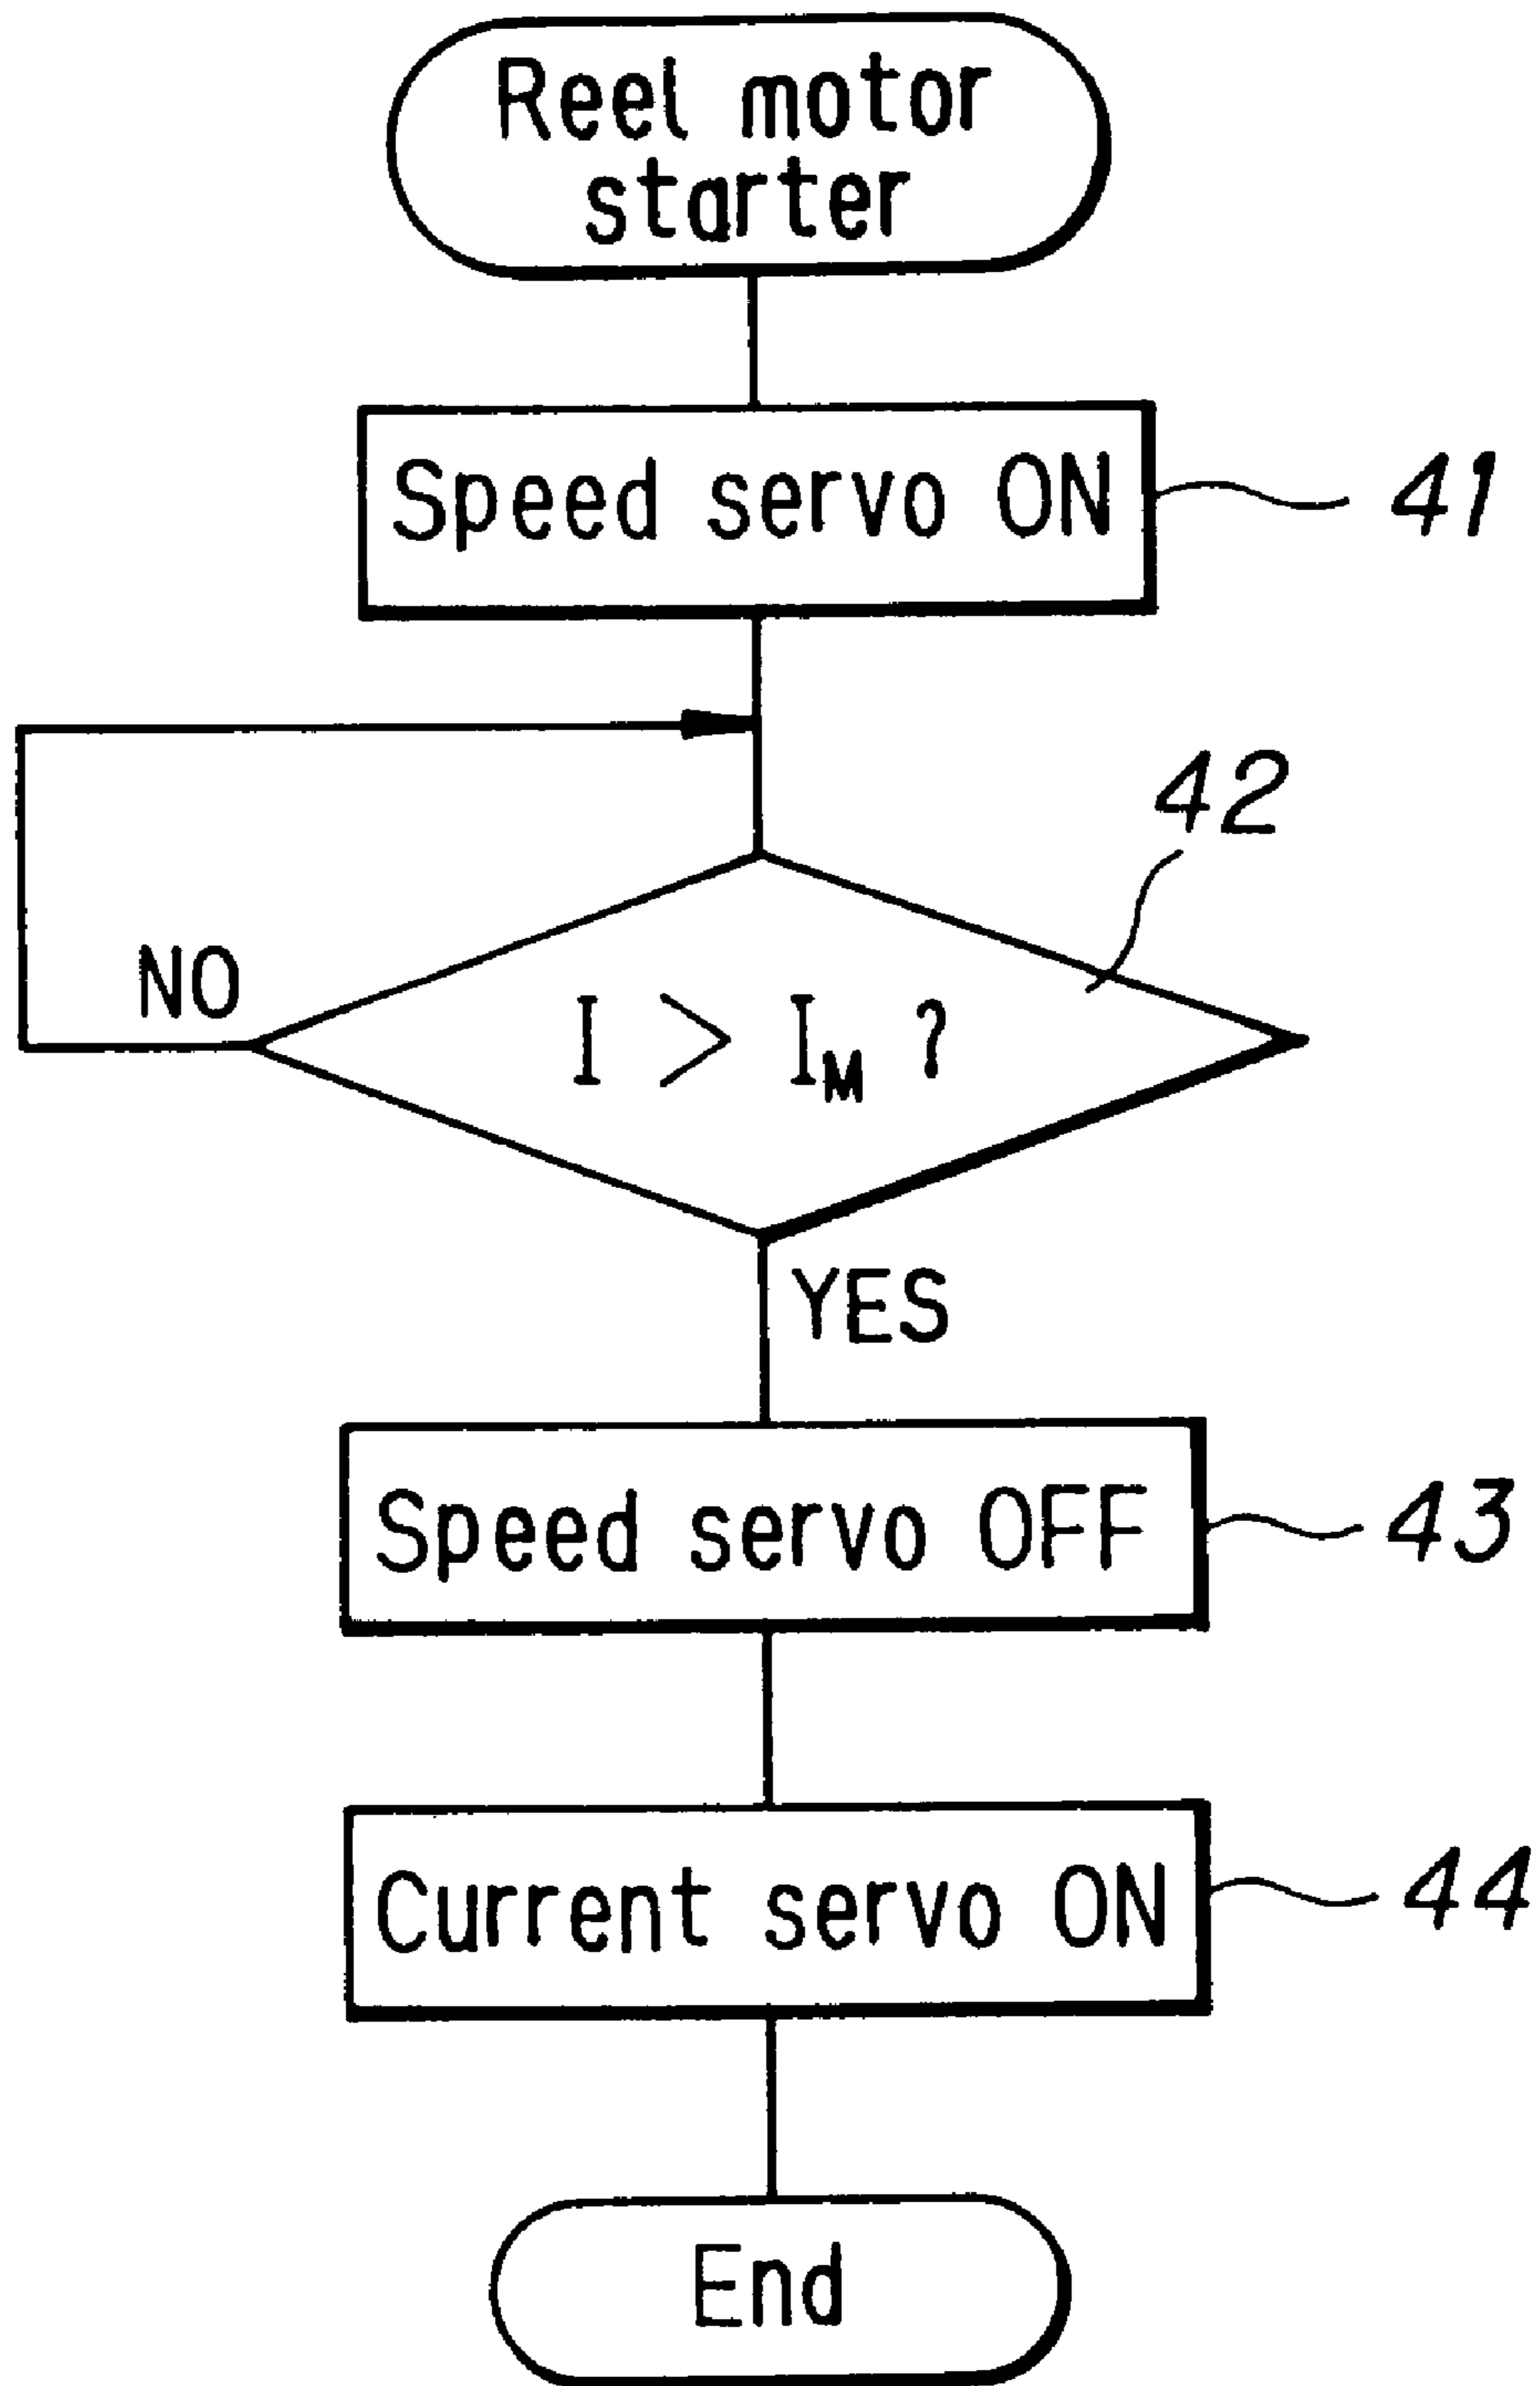 Reel motor
starter
Speed servo ON
41
42
NO
I > I_M ?
YES
Speed servo OFF
43
Current servo ON
44
End